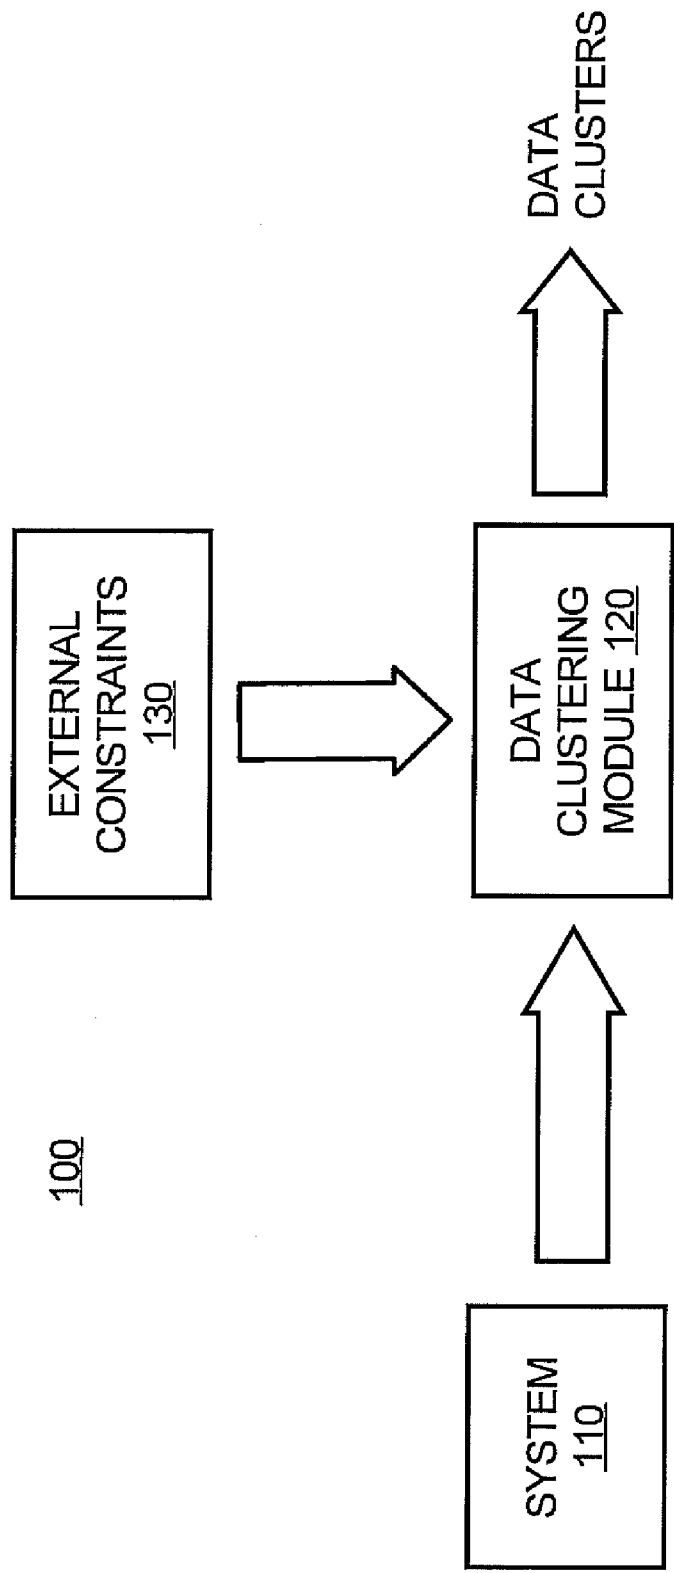 100
EXTERNAL
CONSTRAINTS
130
SYSTEM
110
DATA
CLUSTERING
MODULE 120
DATA
CLUSTERS